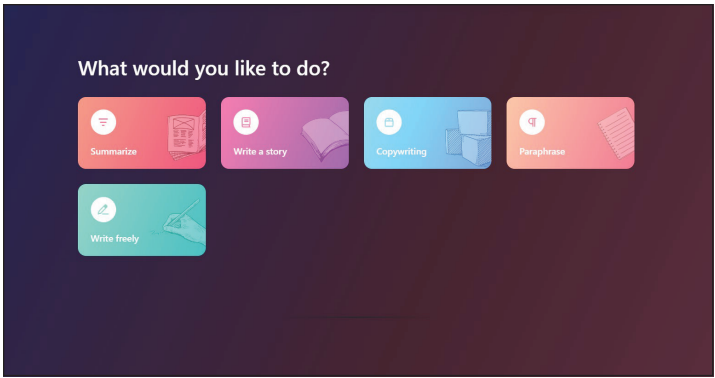 What would you like to do?
Summarize
Write a story
Copywriting
Paraphrase
Write freely